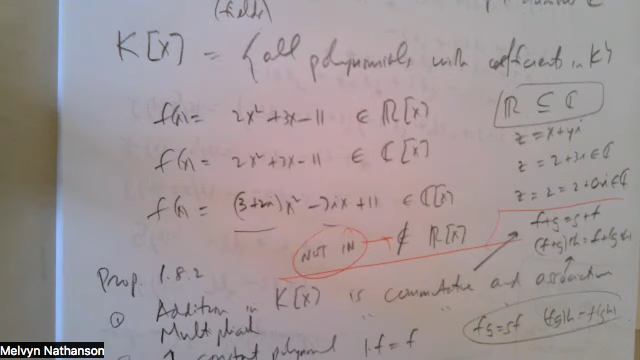 (fields)
K[x] = {all polynomials with coefficients in K}
f(x) = 2x² + 3x - 11 ∈ ℝ[x]
f(x) = 2x² + 3x - 11 ∈ ℂ[x]
f(x) = (3+2i)x² - 7ix + 11 ∈ ℂ[x]
NOT IN ∉ ℝ[x]
ℝ ⊆ ℂ
z = x + yi
z = 2 + 3i ∈ ℂ
z = 2 = 2 + 0i ∈ ℂ
f+g = g+f
(f+g)+h = f+(g+h)
Prop. 1.8.2
① Addition in K[x] is commutative and associative
Multiplicat " " "
fg = gf (fg)h = f(gh)
constant polynomial 1f = f
Melvyn Nathanson